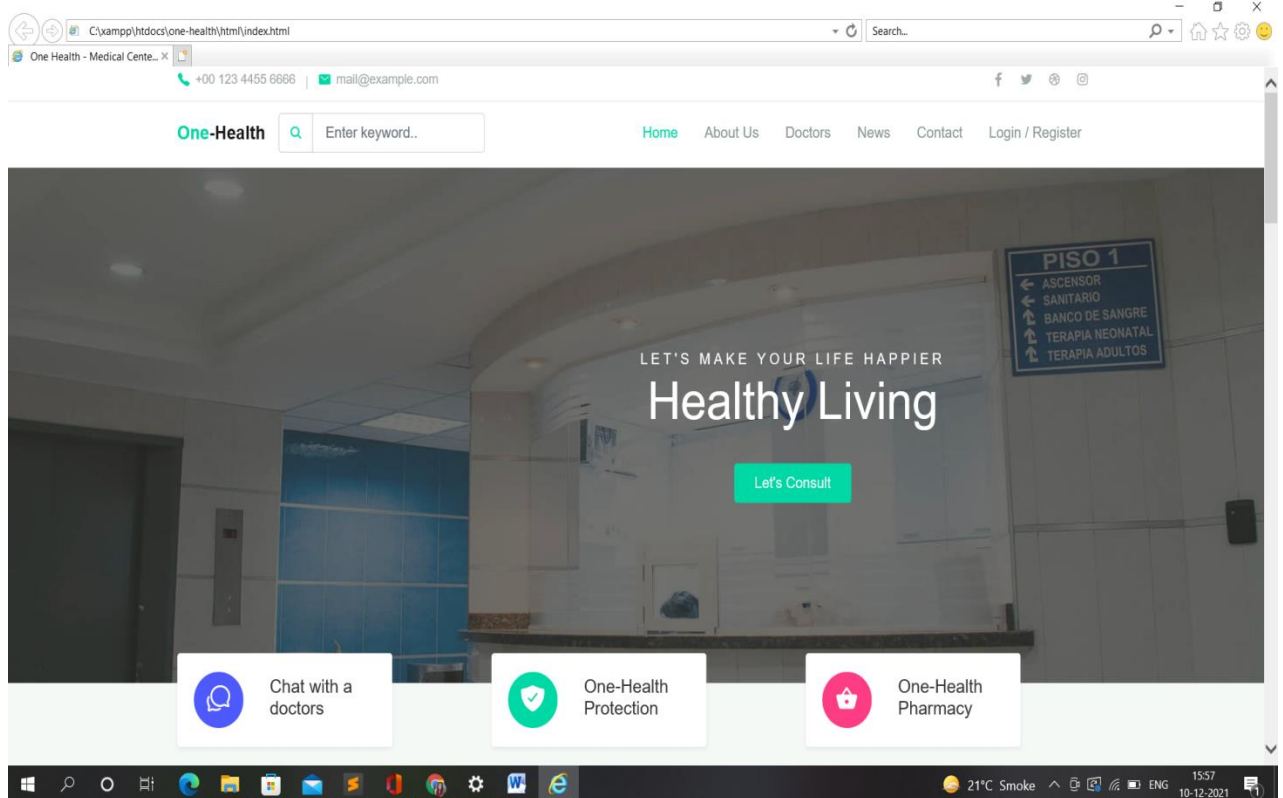 C:\xampp\htdocs\one-health\html\index.html
Search...
One Health - Medical Cente...
+00 123 4455 6666 | mail@example.com
One-Health
Enter keyword..
Home About Us Doctors News Contact Login / Register
PISO 1
ASCENSOR
SANITARIO
BANCO DE SANGRE
TERAPIA NEONATAL
TERAPIA ADULTOS
LET'S MAKE YOUR LIFE HAPPIER
Healthy Living
Let's Consult
Chat with a
doctors
One-Health
Protection
One-Health
Pharmacy
21°C Smoke
ENG
15:57
10-12-2021